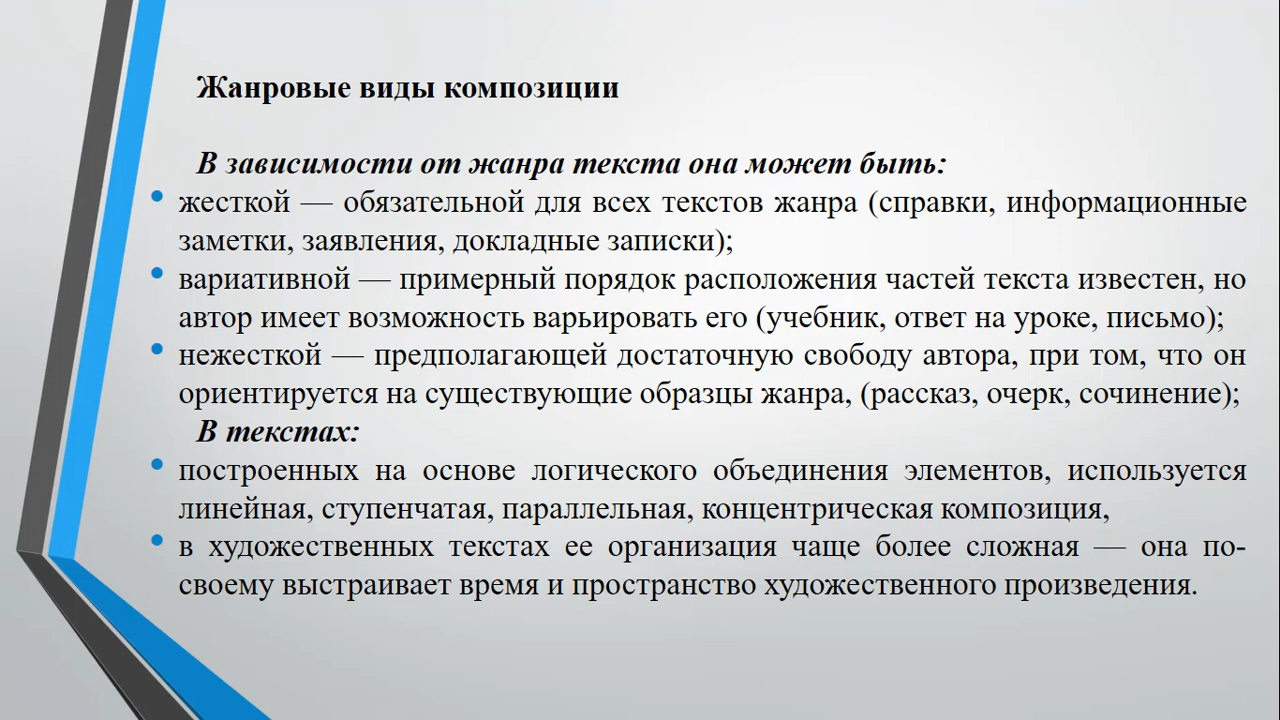 Жанровые виды композиции
В зависимости от жанра текста она может быть:
• жесткой — обязательной для всех текстов жанра (справки, информационные
заметки, заявления, докладные записки);
• вариативной — примерный порядок расположения частей текста известен, но
автор имеет возможность варьировать его (учебник, ответ на уроке, письмо);
• нежесткой — предполагающей достаточную свободу автора, при том, что он
ориентируется на существующие образцы жанра, (рассказ, очерк, сочинение);
В текстах:
• построенных на основе логического объединения элементов, используется
линейная, ступенчатая, параллельная, концентрическая композиция,
• в художественных текстах ее организация чаще более сложная — она по-
своему выстраивает время и пространство художественного произведения.